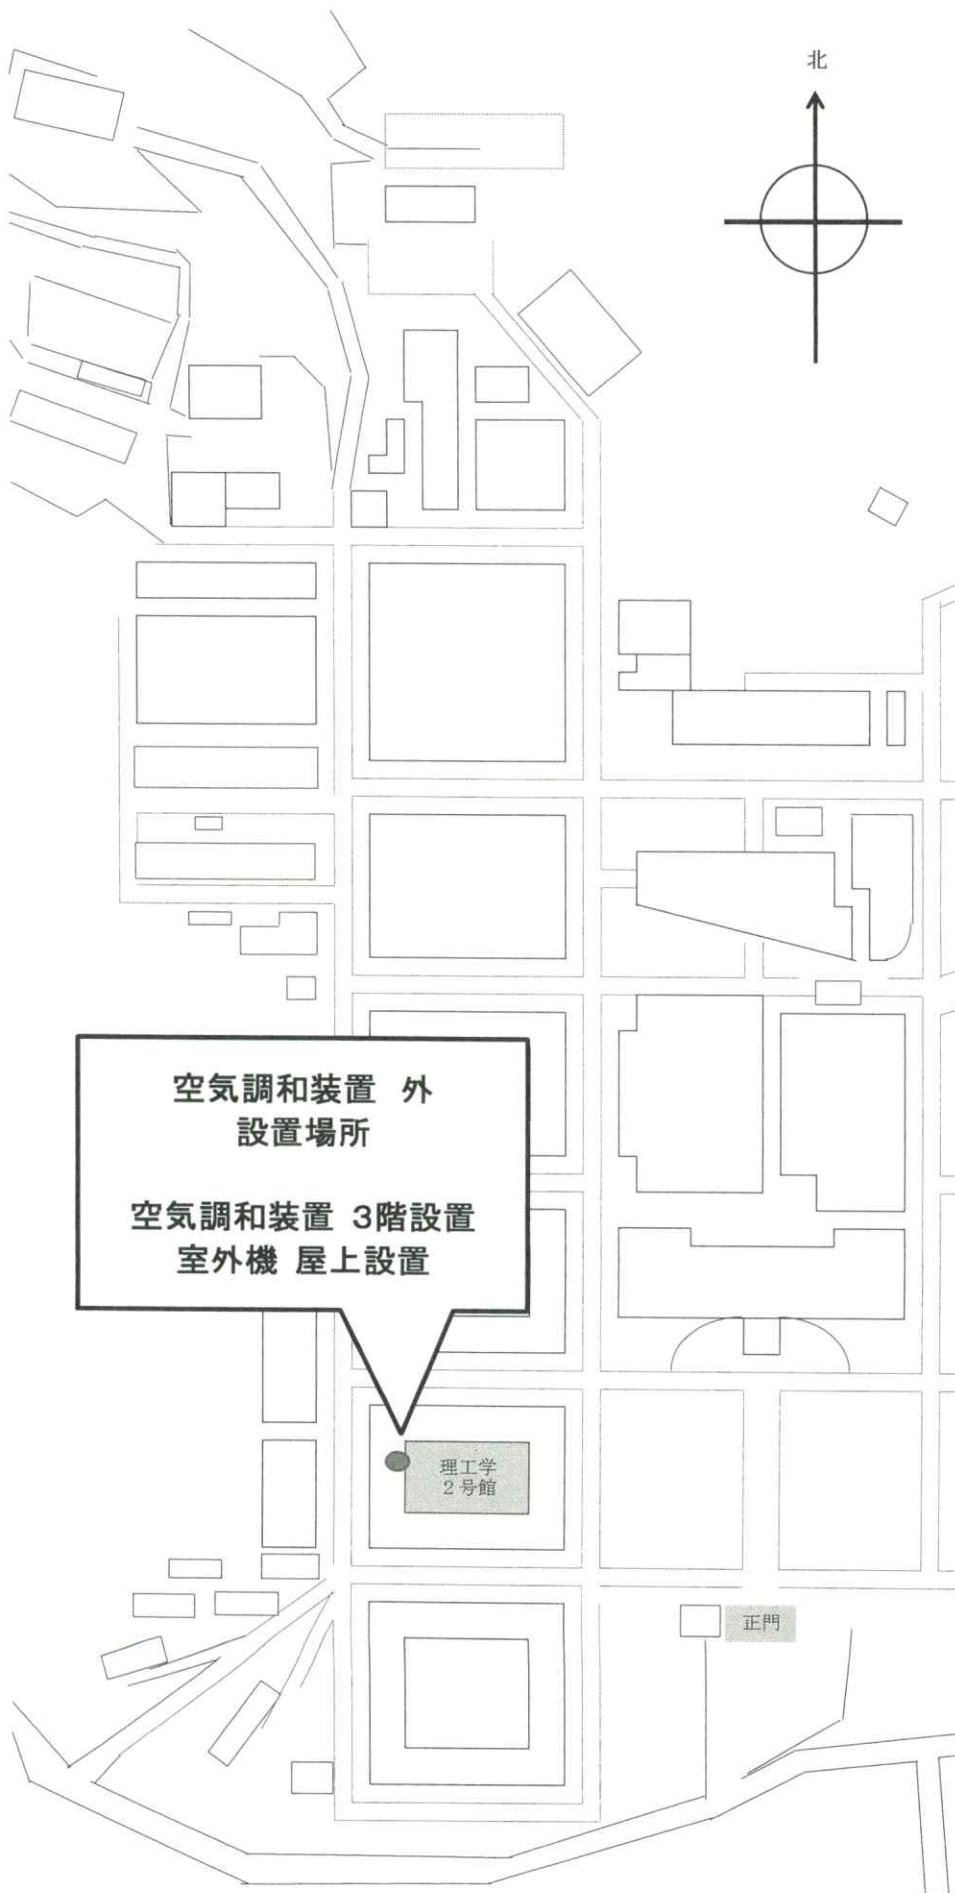 北
空気調和装置 外
設置場所
空気調和装置 3階設置
室外機 屋上設置
理工学
２号館
正門